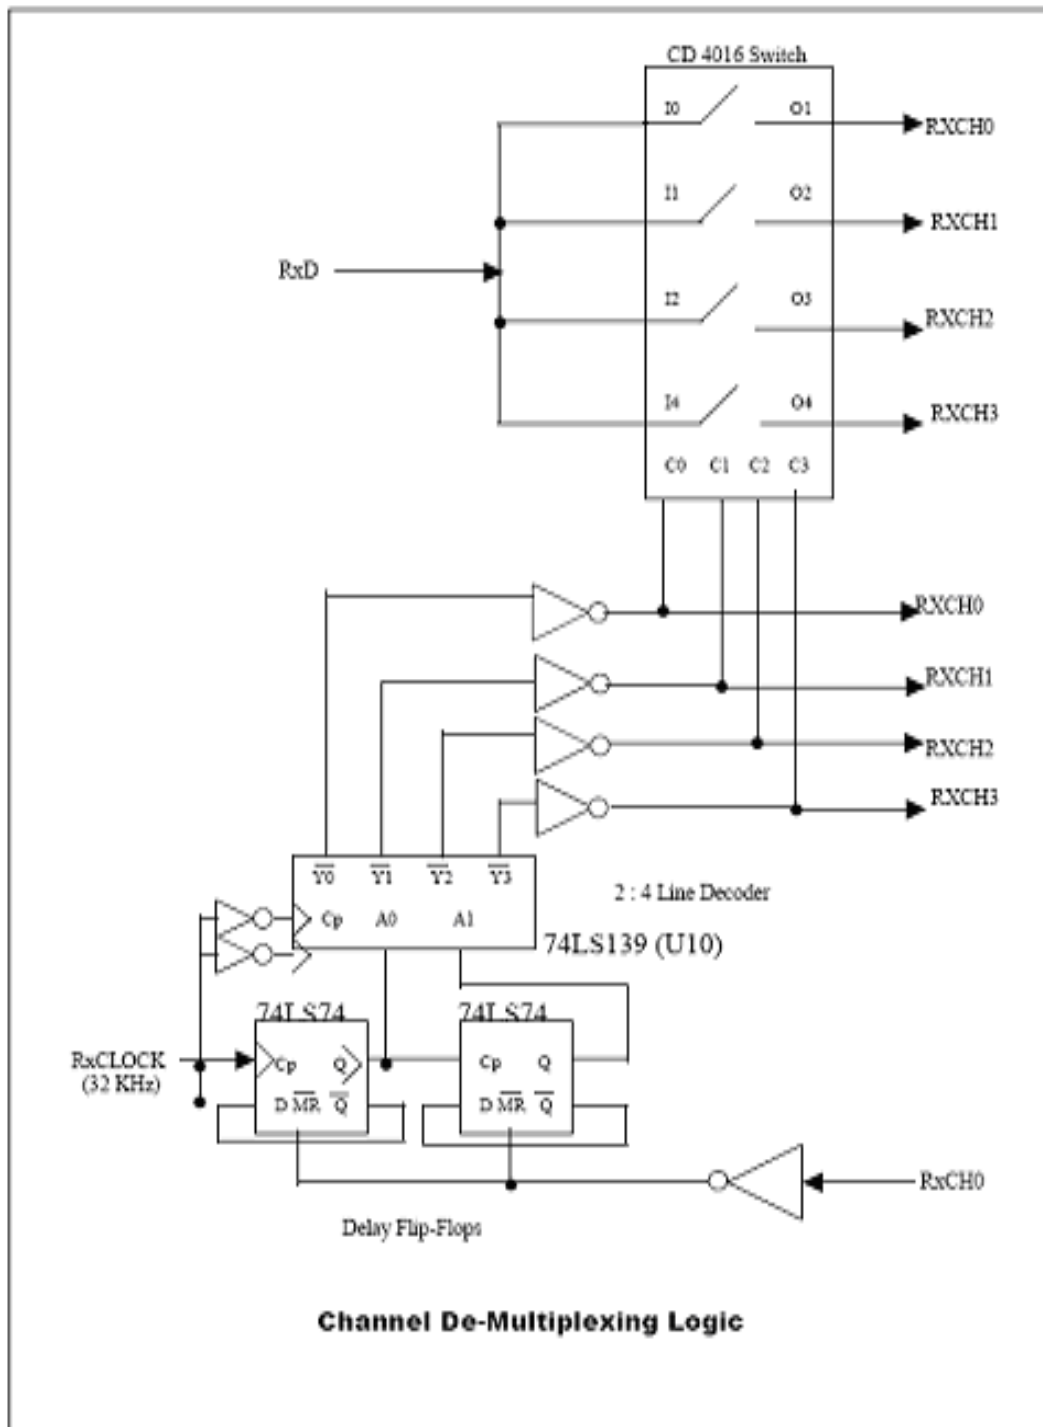 CD 4016 Switch
I0 O1
RXCH0
I1 O2
RXCH1
RxD
I2 O3
RXCH2
I4 O4
RXCH3
C0 C1 C2 C3
RXCH0
RXCH1
RXCH2
RXCH3
Y0 Y1 Y2 Y3
2 : 4 Line Decoder
Cp A0 A1
74LS139 (U10)
74LS74 74LS74
RxCLOCK
(32 KHz)
Cp Q Cp Q
D MR Q D MR Q
RxCH0
Delay Flip-Flops
Channel De-Multiplexing Logic